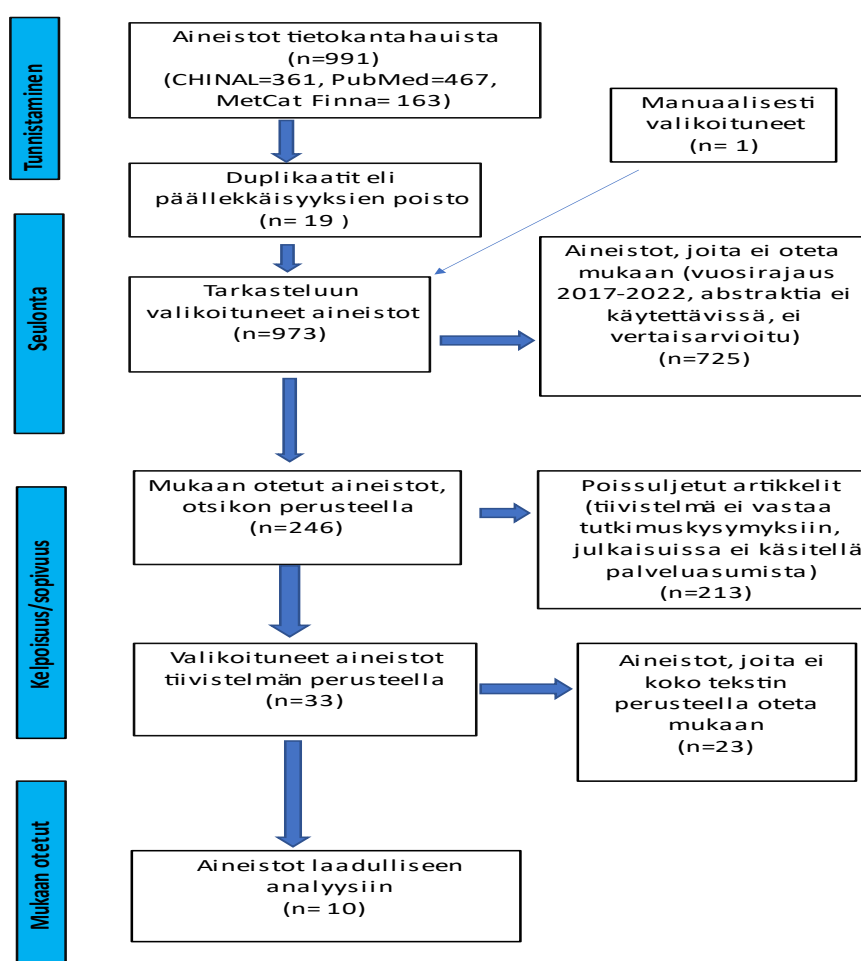 Tunnistaminen
Aineistot tietokantahauista
(n=991)
(CHINAL=361, PubMed=467,
MetCat Finna= 163)
Manuaalisesti
valikoituneet
(n= 1)
Duplikaatit eli
päällekkäisyyksien poisto
(n= 19 )
Seulonta
Tarkasteluun
valikoituneet aineistot
(n=973)
Aineistot, joita ei oteta
mukaan (vuosirajaus
2017-2022, abstraktia ei
käytettävissä, ei
vertaisarvioitu)
(n=725)
Kelpoisuus/sopivuus
Mukaan otetut aineistot,
otsikon perusteella
(n=246)
Poissuljetut artikkelit
(tiivistelmä ei vastaa
tutkimuskysymyksiin,
julkaisuissa ei käsitellä
palveluasumista)
(n=213)
Valikoituneet aineistot
tiivistelmän perusteella
(n=33)
Aineistot, joita ei
koko tekstin
perusteella oteta
mukaan
(n=23)
Mukaan otetut
Aineistot laadulliseen
analyysiin
(n= 10)